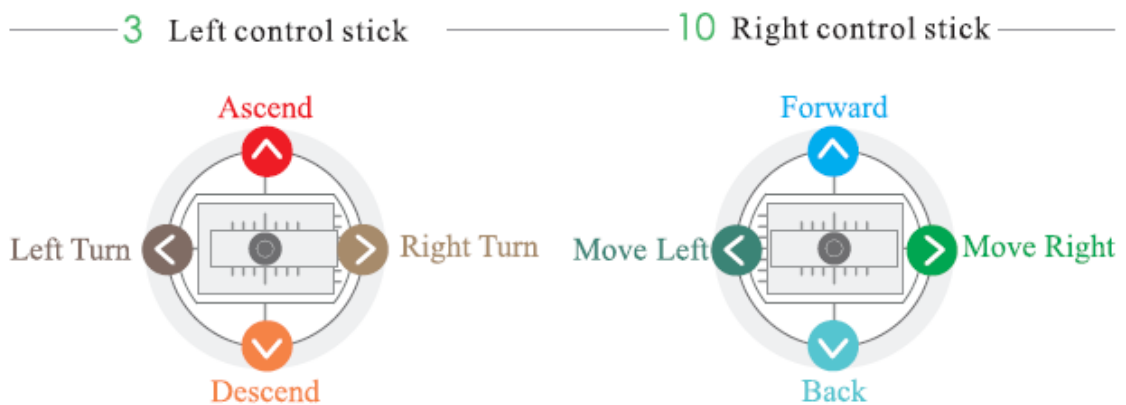 3 Left control stick
10 Right control stick
Ascend
Left Turn
Right Turn
Descend
Forward
Move Left
Move Right
Back